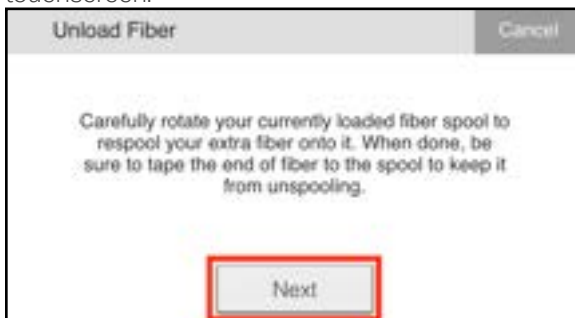 touchscreen.
Unload Fiber
Cancel
Carefully rotate your currently loaded fiber spool to
respool your extra fiber onto it. When done, be
sure to tape the end of fiber to the spool to keep it
from unspooling.
Next